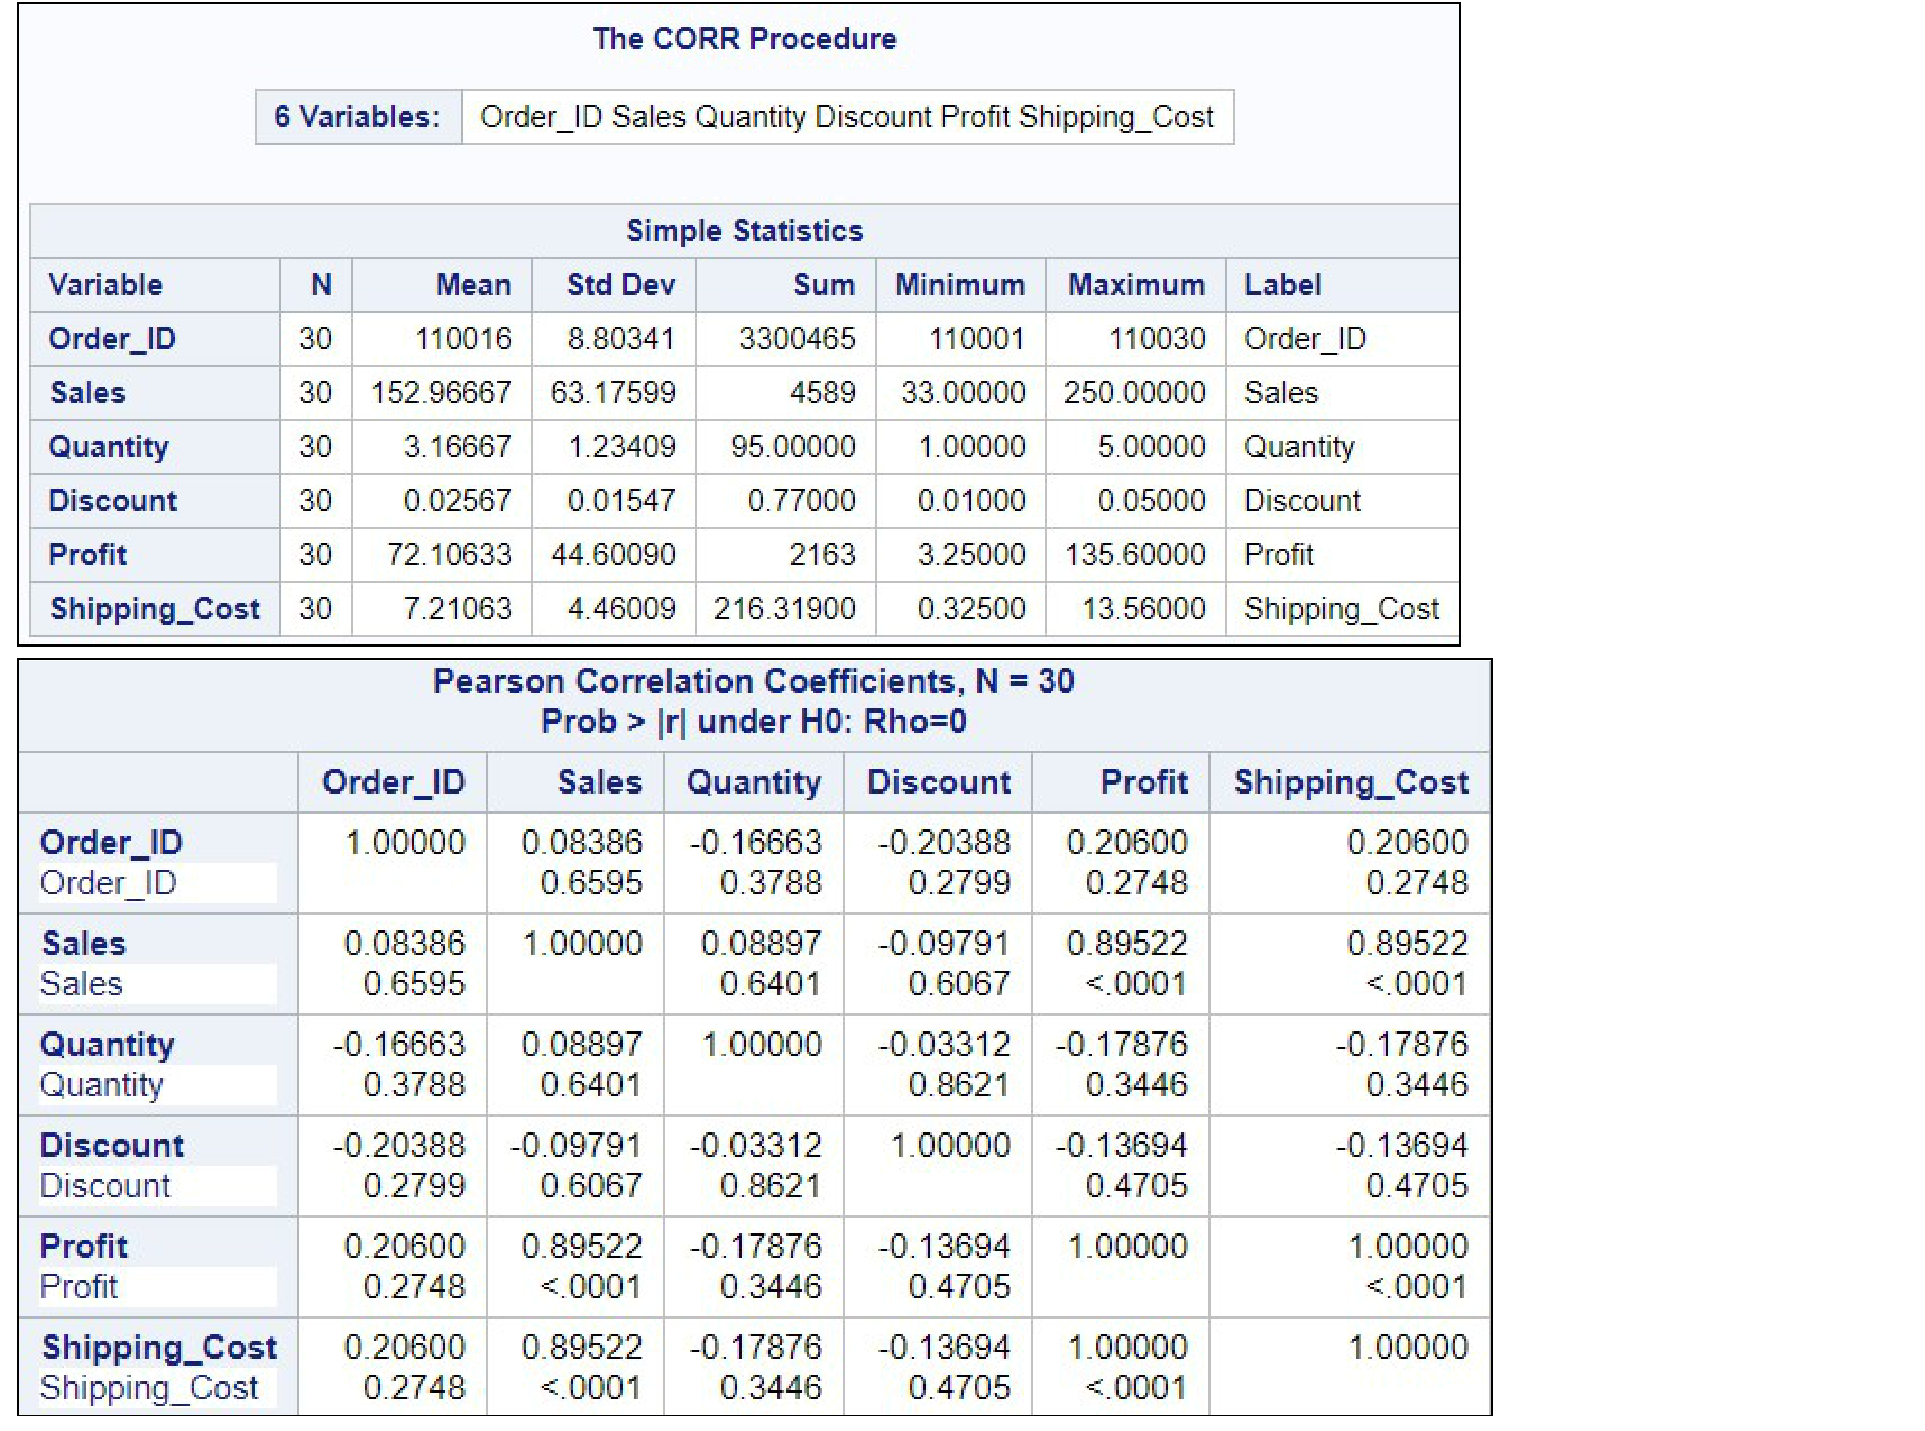 The CORR Procedure
6 Variables: Order_ID Sales Quantity Discount Profit Shipping_Cost
Simple Statistics
Variable N Mean Std Dev Sum Minimum Maximum Label
Order_ID 30 110016 8.80341 3300465 110001 110030 Order_ID
Sales 30 152.96667 63.17599 4589 33.00000 250.00000 Sales
Quantity 30 3.16667 1.23409 95.00000 1.00000 5.00000 Quantity
Discount 30 0.02567 0.01547 0.77000 0.01000 0.05000 Discount
Profit 30 72.10633 44.60090 2163 3.25000 135.60000 Profit
Shipping_Cost 30 7.21063 4.46009 216.31900 0.32500 13.56000 Shipping_Cost
Pearson Correlation Coefficients, N = 30
Prob > |r| under H0: Rho=0
Order_ID Sales Quantity Discount Profit Shipping_Cost
Order_ID 1.00000 0.08386 -0.16663 -0.20388 0.20600 0.20600
Order_ID 0.6595 0.3788 0.2799 0.2748 0.2748
Sales 0.08386 1.00000 0.08897 -0.09791 0.89522 0.89522
Sales 0.6595 0.6401 0.6067 <.0001 <.0001
Quantity -0.16663 0.08897 1.00000 -0.03312 -0.17876 -0.17876
Quantity 0.3788 0.6401 0.8621 0.3446 0.3446
Discount -0.20388 -0.09791 -0.03312 1.00000 -0.13694 -0.13694
Discount 0.2799 0.6067 0.8621 0.4705 0.4705
Profit 0.20600 0.89522 -0.17876 -0.13694 1.00000 1.00000
Profit 0.2748 <.0001 0.3446 0.4705 <.0001
Shipping_Cost 0.20600 0.89522 -0.17876 -0.13694 1.00000 1.00000
Shipping_Cost 0.2748 <.0001 0.3446 0.4705 <.0001